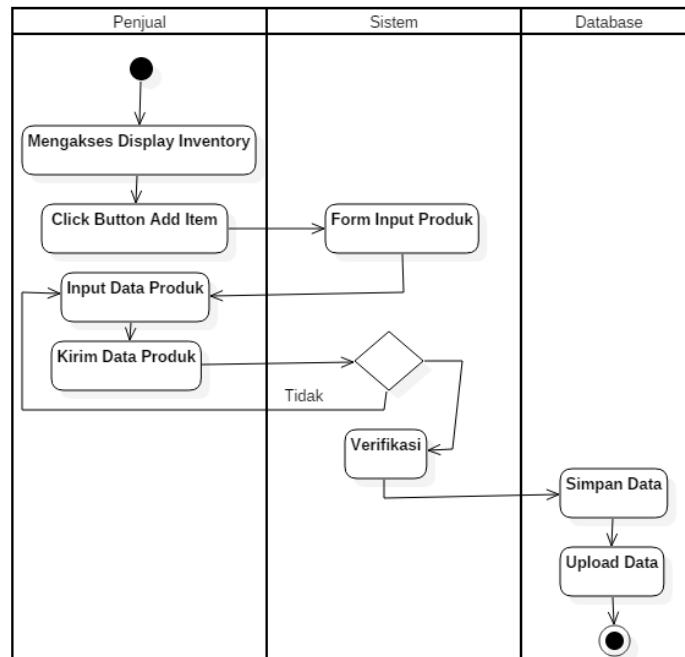 Penjual
Sistem
Database
Mengakses Display Inventory
Click Button Add Item
Form Input Produk
Input Data Produk
Kirim Data Produk
Tidak
Verifikasi
Simpan Data
Upload Data